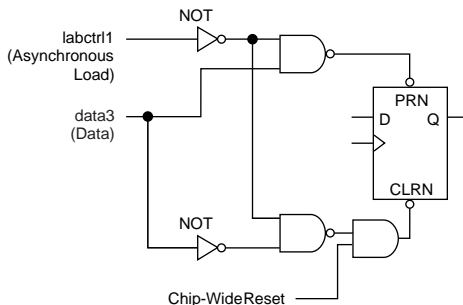 NOT
labctrl1
(Asynchronous
Load)
PRN
D Q
data3
(Data)
CLRN
NOT
Chip-Wide Reset